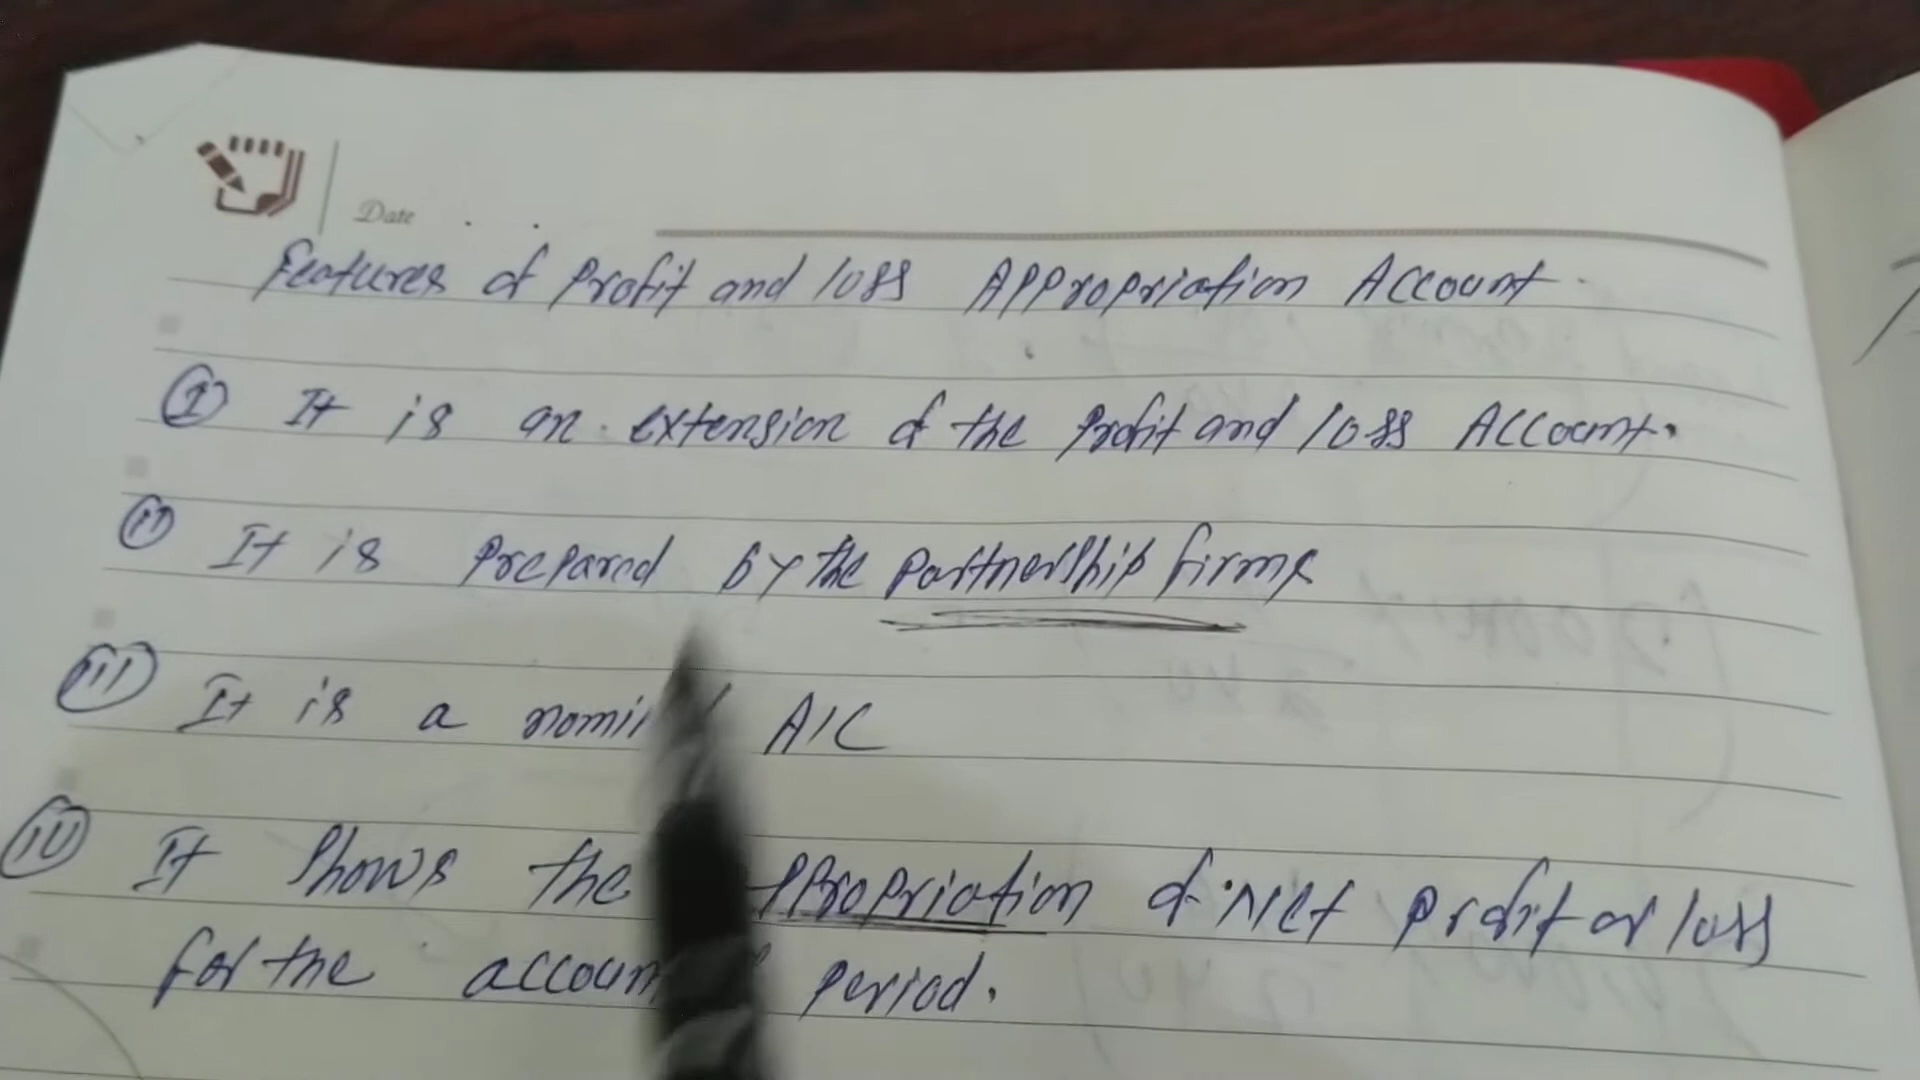 Date
Features of Profit and loss Appropriation Account.
(I) It is an extension of the Profit and loss Account.
(II) It is Prepared by the Partnership firms
(III) It is a A/C
(IV) It Shows the of Net Profit or loss
for the period.